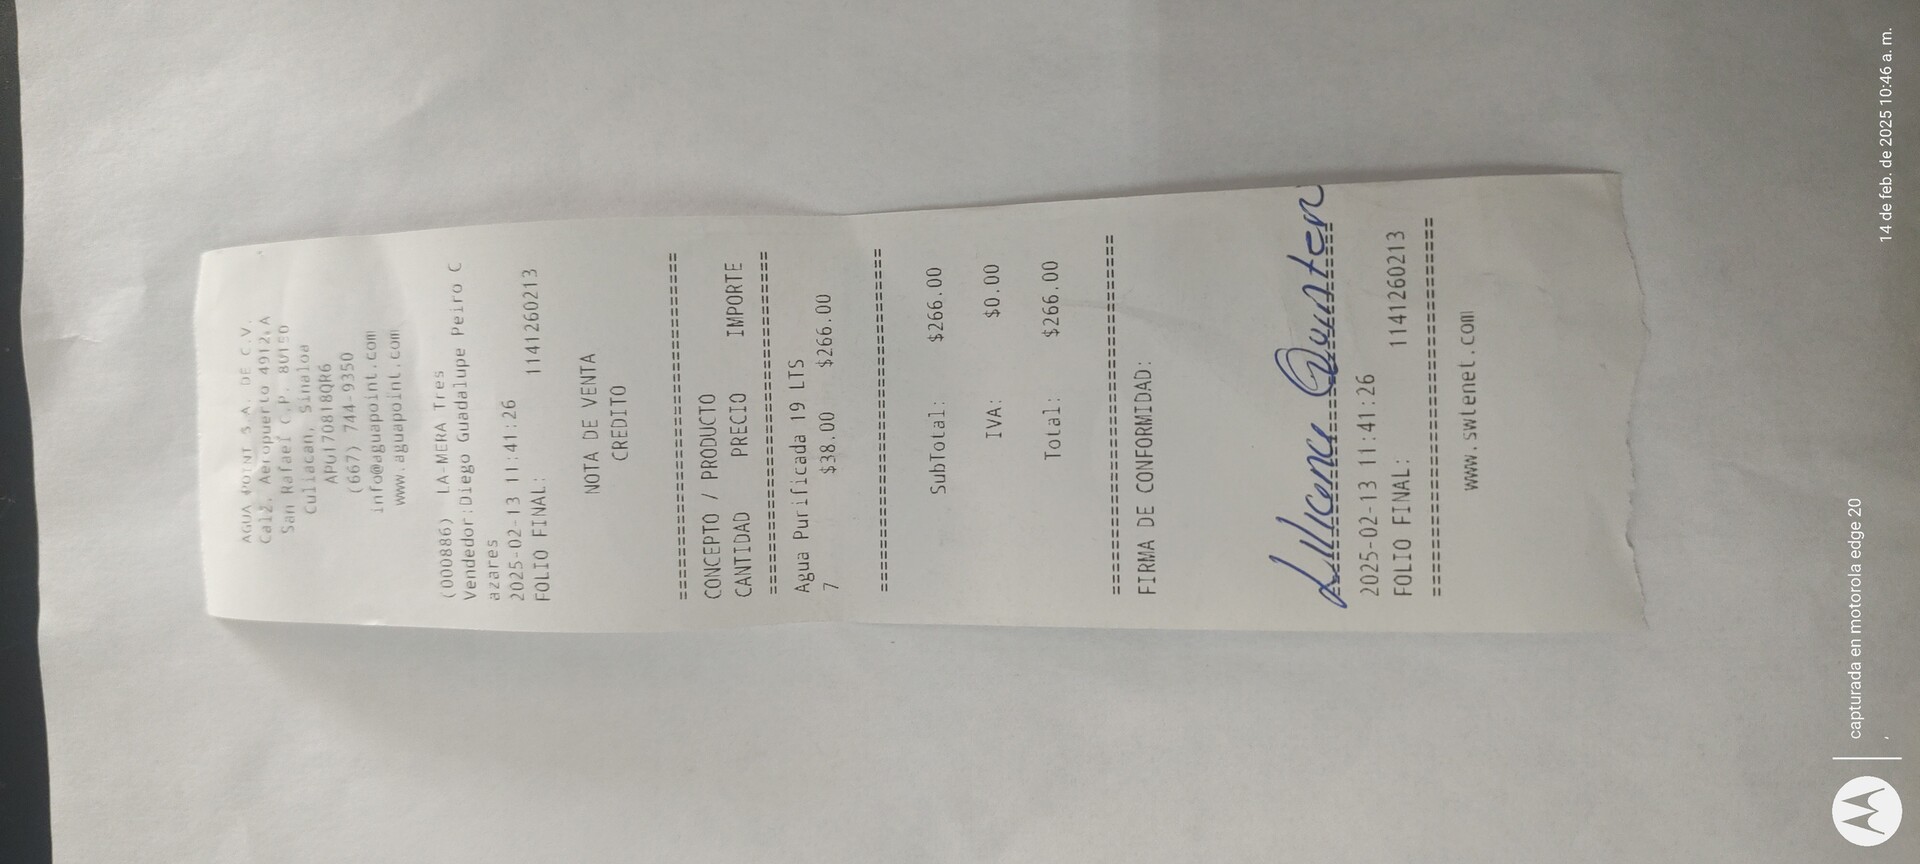 AGUA POINT S.A. DE C.V.
Calz. Aeropuerto 4912, A
San Rafael C.P. 80150
Culiacan, Sinaloa
APU170818QR6
(667) 744-9350
info@aguapoint.com
www.aguapoint.com
(000886) LA MERA Tres
Vendedor:Diego Guadalupe Peiro C
azares
2025-02-13 11:41:26
FOLIO FINAL: 1141260213
NOTA DE VENTA
CREDITO
================================
CONCEPTO / PRODUCTO
CANTIDAD PRECIO IMPORTE
================================
Agua Purificada 19 LTS
7 $38.00 $266.00
================================
SubTotal: $266.00
IVA: $0.00
Total: $266.00
================================
FIRMA DE CONFORMIDAD:
================================
2025-02-13 11:41:26
FOLIO FINAL: 1141260213
================================
www.swtenet.com
capturada en motorola edge 20
14 de feb. de 2025 10:46 a. m.